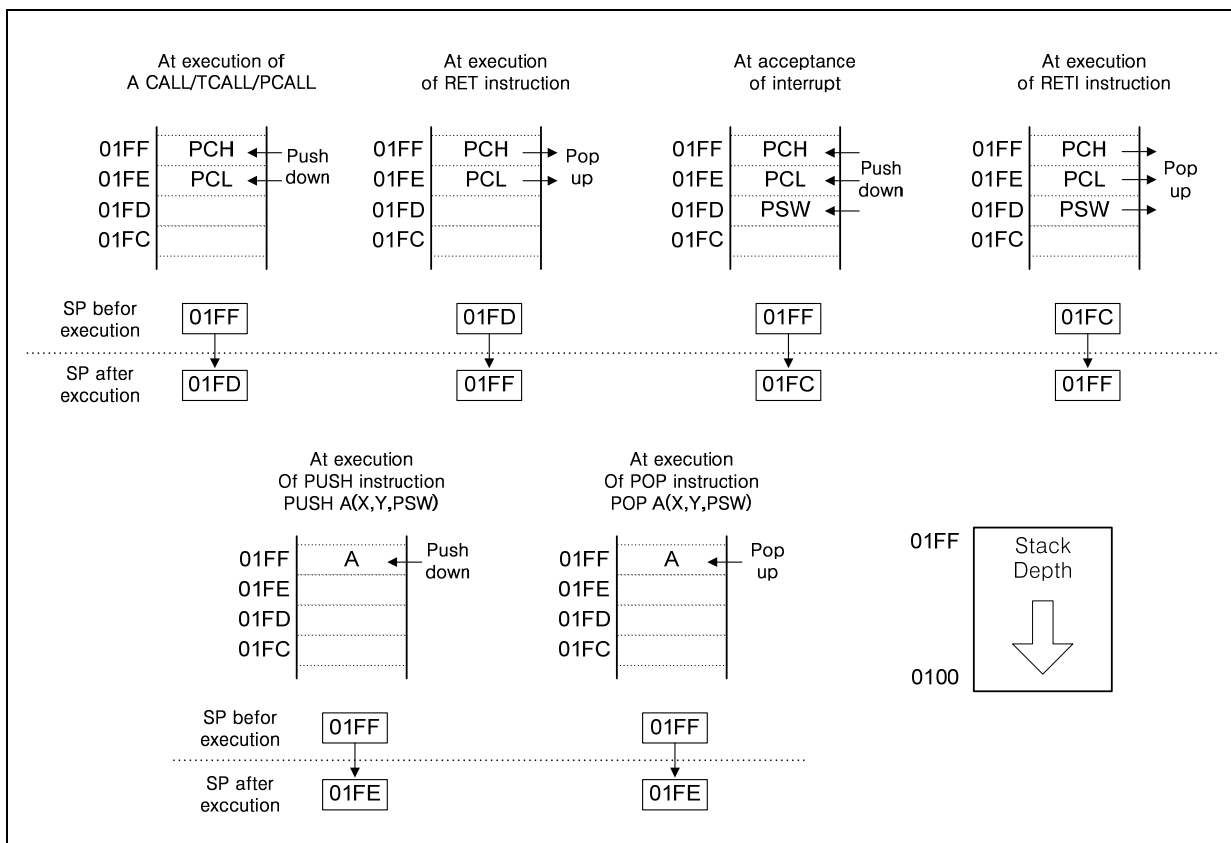 At execution of
A CALL/TCALL/PCALL
01FF PCH Push
01FE PCL down
01FD
01FC
At execution
of RET instruction
01FF PCH Pop
01FE PCL up
01FD
01FC
At acceptance
of interrupt
01FF PCH
01FE PCL Push
01FD PSW down
01FC
At execution
of RETI instruction
01FF PCH
01FE PCL Pop
01FD PSW up
01FC
SP befor
execution
01FF 01FD 01FF 01FC
SP after
exccution
01FD 01FF 01FC 01FF
At execution
Of PUSH instruction
PUSH A(X,Y,PSW)
01FF A Push
01FE down
01FD
01FC
At execution
Of POP instruction
POP A(X,Y,PSW)
01FF A Pop
01FE up
01FD
01FC
01FF Stack
Depth
0100
SP befor
execution
01FF 01FF
SP after
exccution
01FE 01FE